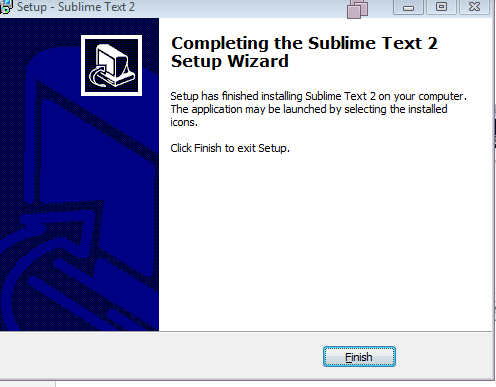 Setup - Sublime Text 2
Completing the Sublime Text 2
Setup Wizard
Setup has finished installing Sublime Text 2 on your computer.
The application may be launched by selecting the installed
icons.
Click Finish to exit Setup.
Finish